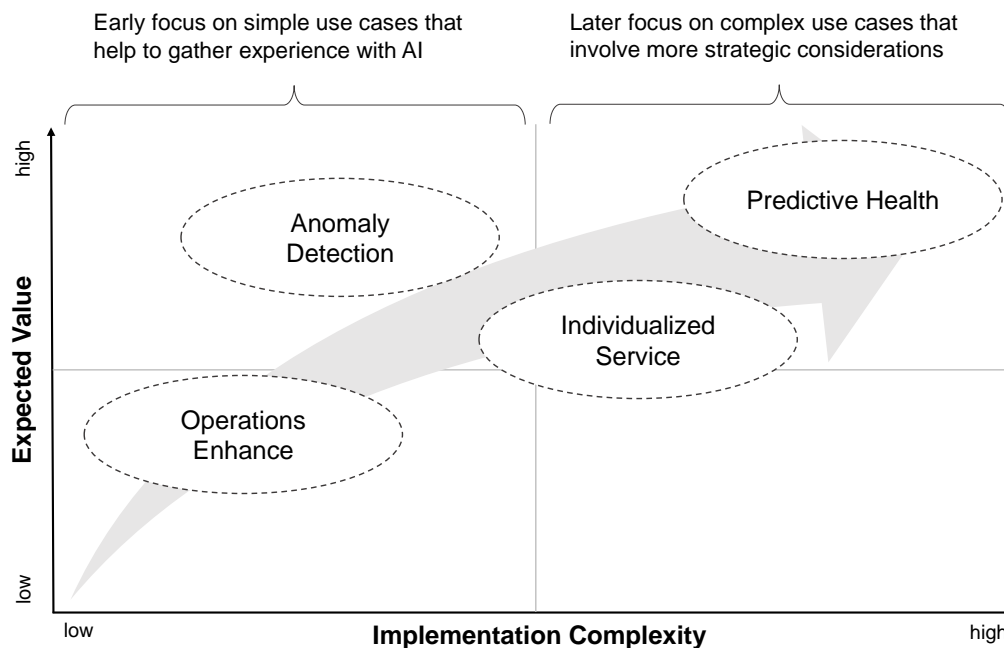 Early focus on simple use cases that
help to gather experience with AI
Later focus on complex use cases that
involve more strategic considerations
high
Predictive Health
Anomaly
Detection
Individualized
Service
Expected Value
Operations
Enhance
low
low
Implementation Complexity
high